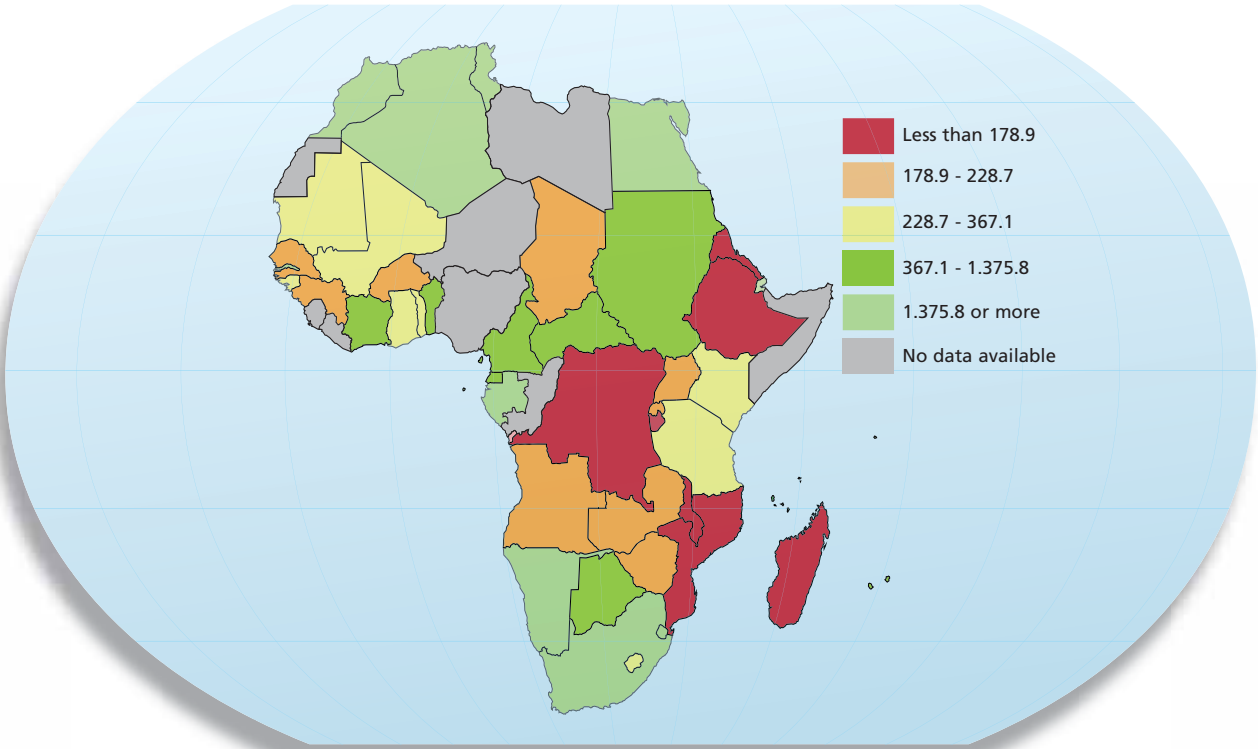 Less than 178.9
178.9 - 228.7
228.7 - 367.1
367.1 - 1.375.8
1.375.8 or more
No data available